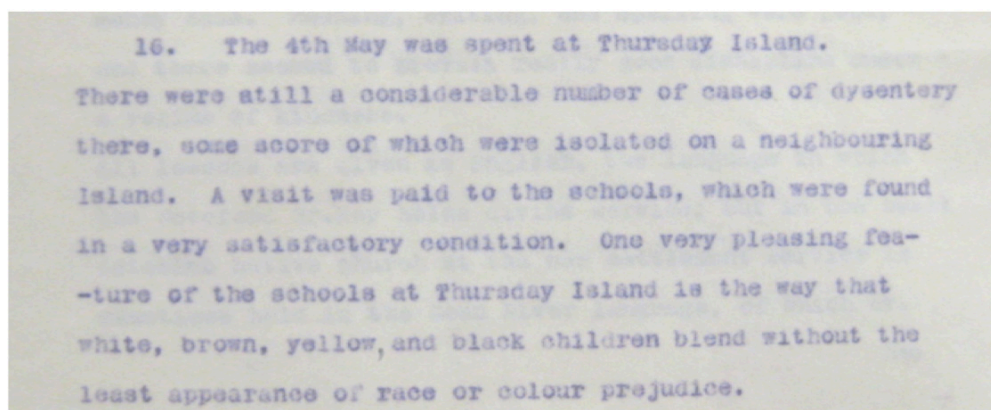 16. The 4th May was spent at Thursday Island.
There were atill a considerable number of cases of dysentery
there, some score of which were isolated on a neighbouring
Island. A visit was paid to the schools, which were found
in a very satisfactory condition. One very pleasing fea-
-ture of the schools at Thursday Island is the way that
white, brown, yellow, and black children blend without the
least appearance of race or colour prejudice.